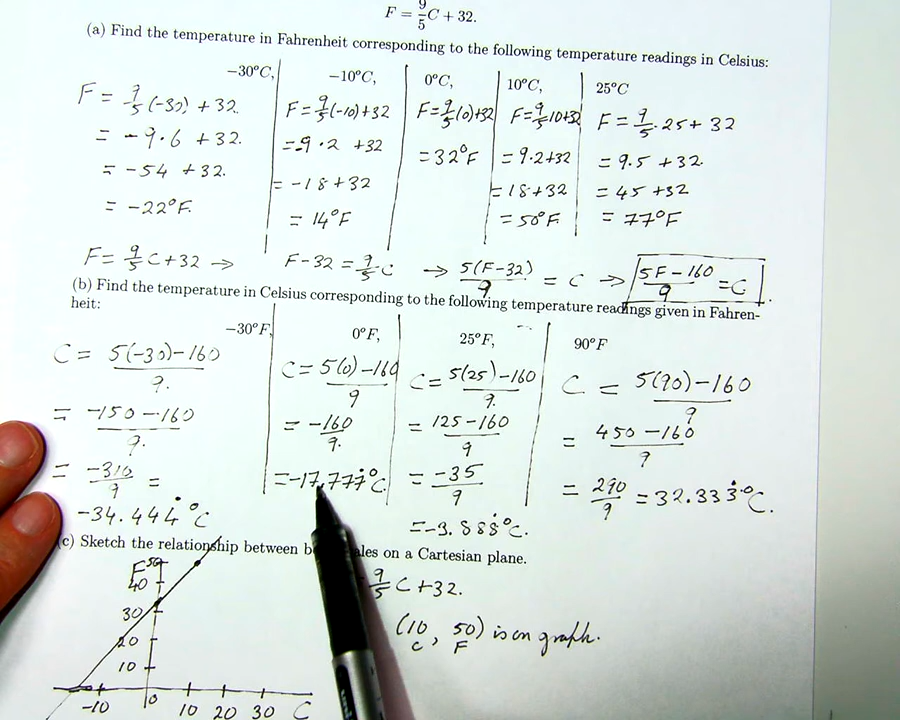 F = 9/5 C + 32.
(a) Find the temperature in Fahrenheit corresponding to the following temperature readings in Celsius:
−30°C, −10°C, 0°C, 10°C, 25°C
F = 9/5 (-30) + 32 F = 9/5(-10)+32 F = 9/5(0)+32 F = 9/5 10+32 F = 9/5 · 25 + 32
= -9·6 +32. = -9·2 +32 = 32°F = 9·2+32 = 9.5 + 32.
= -54 +32. = -18+32 = 18+32 = 45 +32
= -22°F. = 14°F = 50°F = 77°F
F = 9/5 C+32 → F-32 = 9/5 C → 5(F-32)/9 = C → 5F-160/9 = C.
(b) Find the temperature in Celsius corresponding to the following temperature readings given in Fahren-
heit:
−30°F, 0°F, 25°F, 90°F
C = 5(-30)-160/9. C = 5(0)-160/9 C = 5(25)-160/9. C = 5(90)-160/9
= -150-160/9. = -160/9. = 125-160/9 = 450-160/9
= -310/9 = = -17.777°C. = -35/9 = 290/9 = 32.333°C.
-34.444°C = -3.888°C.
(c) Sketch the relationship between scales on a Cartesian plane.
F 50
40 9/5 C +32.
30
20 (10, 50) is on graph.
C F
10
-10 0 10 20 30 C